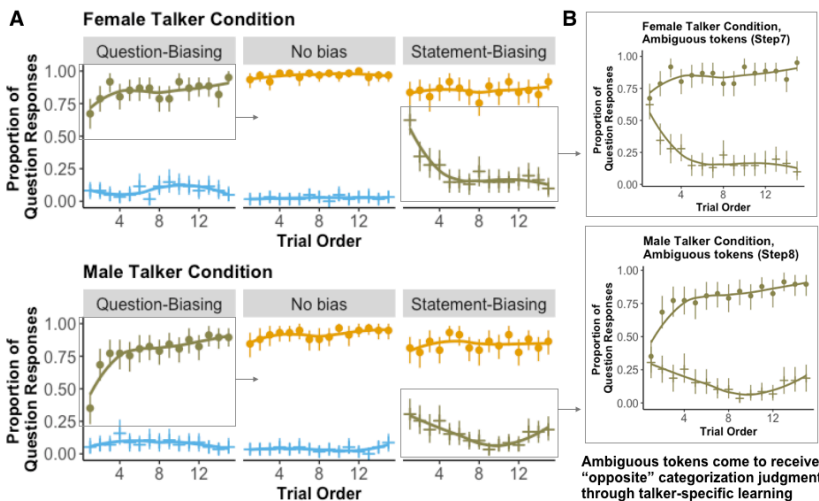 A
Female Talker Condition
Question-Biasing
No bias
Statement-Biasing
Proportion of
Question Responses
1.00
0.75
0.50
0.25
0.00
4 8 12
4 8 12
4 8 12
Trial Order
Male Talker Condition
Question-Biasing
No bias
Statement-Biasing
Proportion of
Question Responses
1.00
0.75
0.50
0.25
0.00
4 8 12
4 8 12
4 8 12
Trial Order
B
Female Talker Condition,
Ambiguous tokens (Step7)
Proportion of
Question Responses
1.00
0.75
0.50
0.25
0.00
4 8 12
Trial Order
Male Talker Condition,
Ambiguous tokens (Step8)
Proportion of
Question Responses
1.00
0.75
0.50
0.25
0.00
4 8 12
Trial Order
Ambiguous tokens come to receive
“opposite” categorization judgment
through talker-specific learning